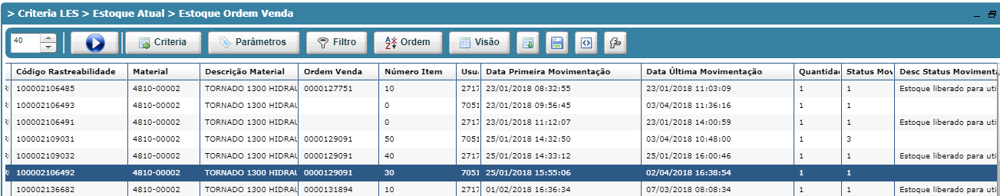 > Criteria LES > Estoque Atual > Estoque Ordem Venda
40 Criteria Parâmetros Filtro Ordem Visão
Código Rastreabilidade Material Descrição Material Ordem Venda Número Item Usu Data Primeira Movimentação Data Última Movimentação Quantidad Status Mov Desc Status Movimenta
100002106485 4810-00002 TORNADO 1300 HIDRAU 0000127751 10 2717 23/01/2018 08:32:55 23/01/2018 11:03:09 1 1 Estoque liberado para uti
100002106493 4810-00002 TORNADO 1300 HIDRAU 0 7051 23/01/2018 09:56:45 03/04/2018 11:36:16 1 1
100002106491 4810-00002 TORNADO 1300 HIDRAU 0 2717 23/01/2018 11:12:07 23/01/2018 14:00:59 1 1 Estoque liberado para uti
100002109031 4810-00002 TORNADO 1300 HIDRAU 0000129091 50 2717 25/01/2018 14:32:50 03/04/2018 10:48:00 1 3
100002109032 4810-00002 TORNADO 1300 HIDRAU 0000129091 40 2717 25/01/2018 14:33:12 25/01/2018 16:00:46 1 1 Estoque liberado para uti
100002106492 4810-00002 TORNADO 1300 HIDRAU 0000129091 30 7051 25/01/2018 15:55:06 02/04/2018 16:38:54 1 1
100002136682 4810-00002 TORNADO 1300 HIDRAU 0000131894 10 2717 01/02/2018 16:36:34 07/03/2018 08:08:34 1 1 Estoque liberado para uti